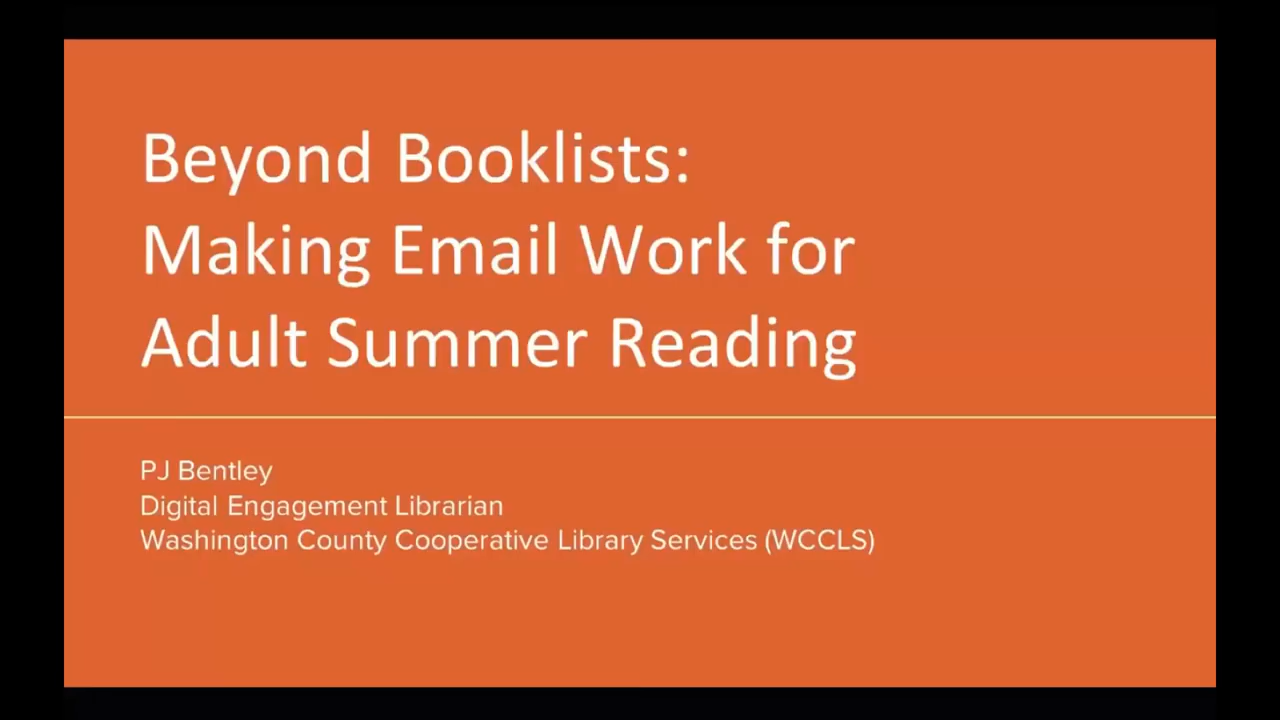 Beyond Booklists:
Making Email Work for
Adult Summer Reading
PJ Bentley
Digital Engagement Librarian
Washington County Cooperative Library Services (WCCLS)